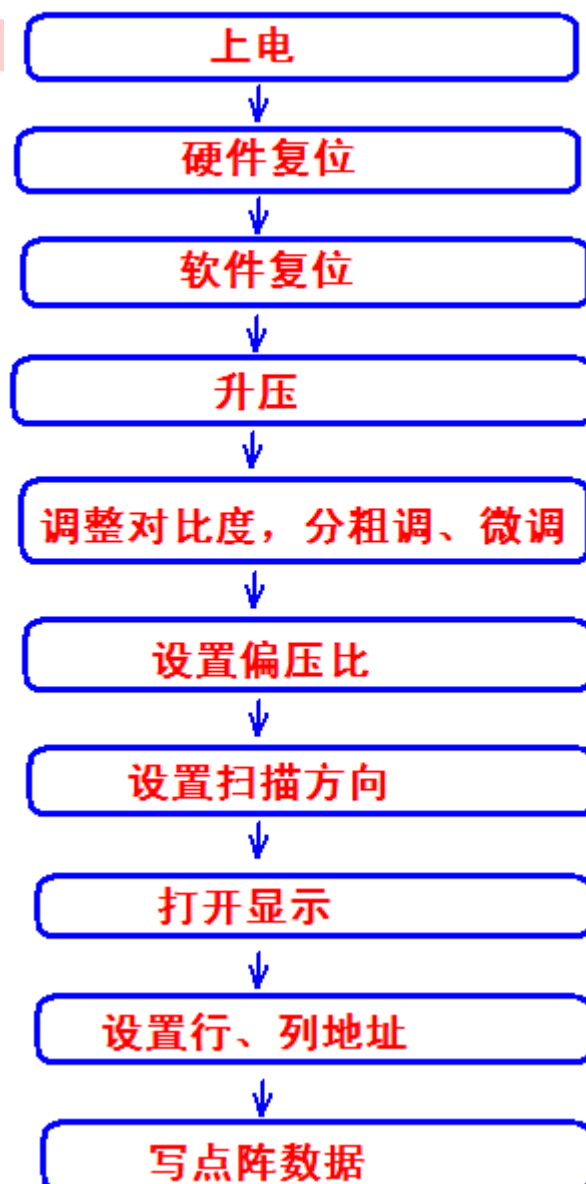 上电
硬件复位
软件复位
升压
调整对比度，分粗调、微调
设置偏压比
设置扫描方向
打开显示
设置行、列地址
写点阵数据